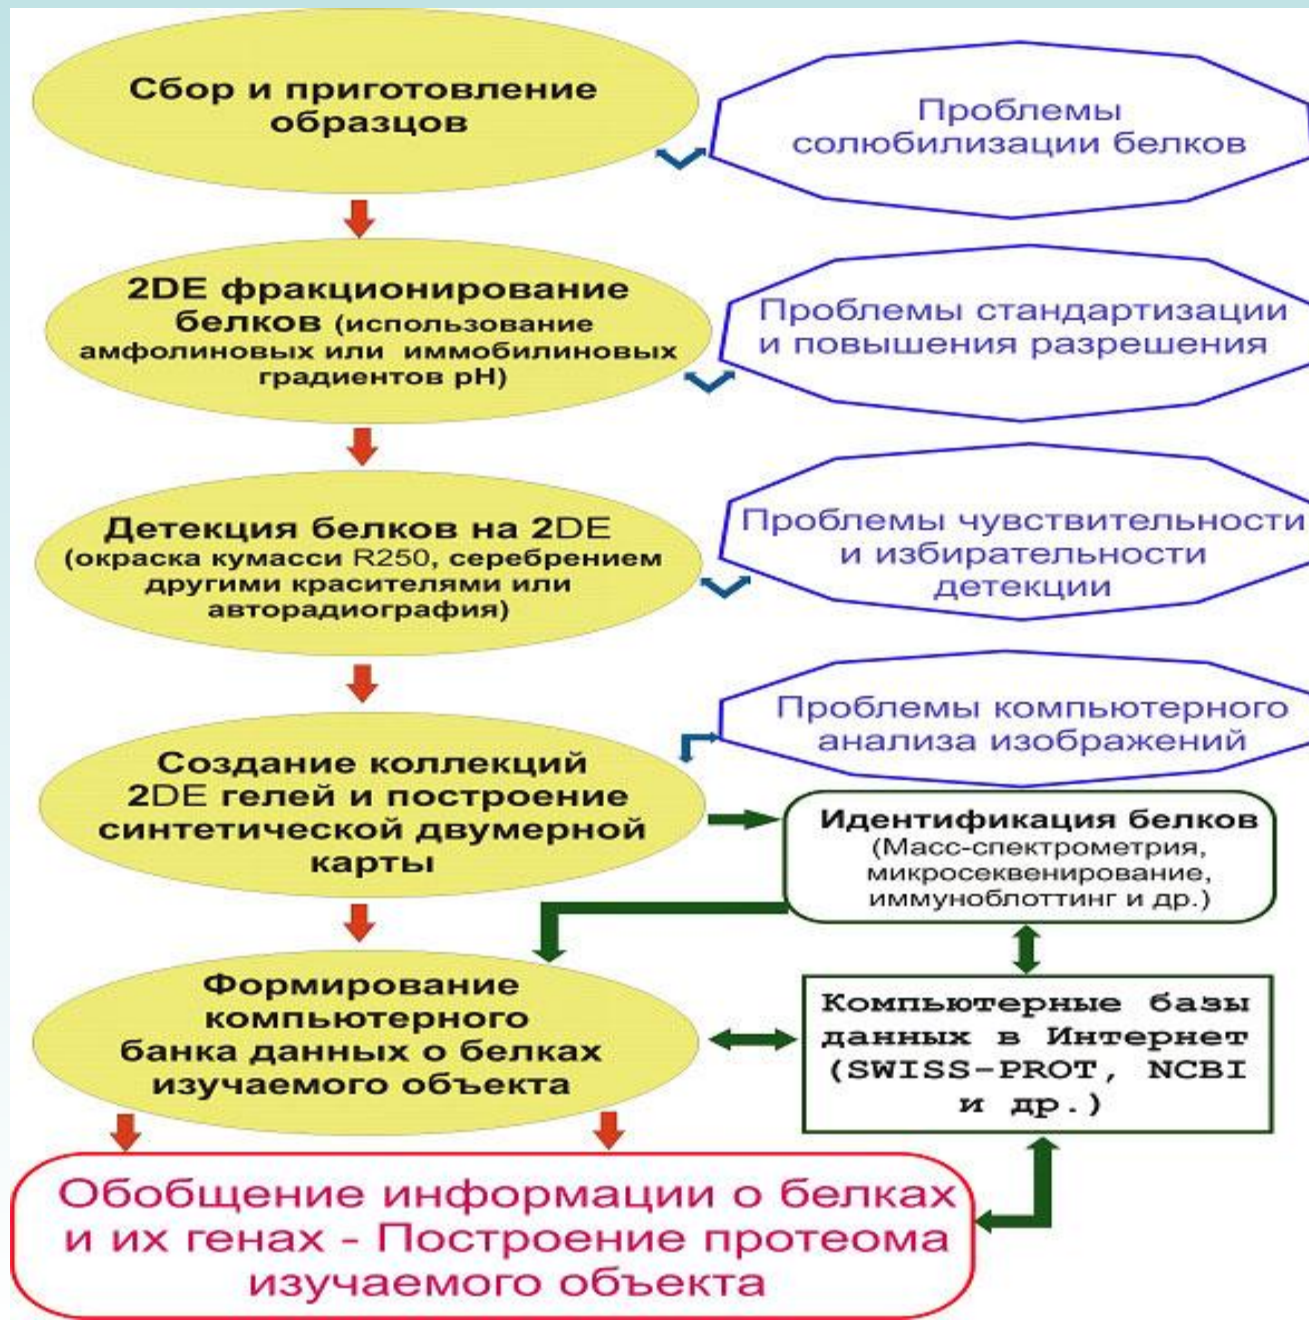 Сбор и приготовление
образцов
Проблемы
солюбилизации белков
2DE фракционирование
белков (использование
амфолиновых или иммобилиновых
градиентов pH)
Проблемы стандартизации
и повышения разрешения
Детекция белков на 2DE
(окраска кумасси R250, серебрением
другими красителями или
авторадиография)
Проблемы чувствительности
и избирательности
детекции
Создание коллекций
2DE гелей и построение
синтетической двумерной
карты
Проблемы компьютерного
анализа изображений
Идентификация белков
(Масс-спектрометрия,
микросеквенирование,
иммуноблоттинг и др.)
Формирование
компьютерного
банка данных о белках
изучаемого объекта
Компьютерные базы
данных в Интернет
(SWISS-PROT, NCBI
и др.)
Обобщение информации о белках
и их генах - Построение протеома
изучаемого объекта